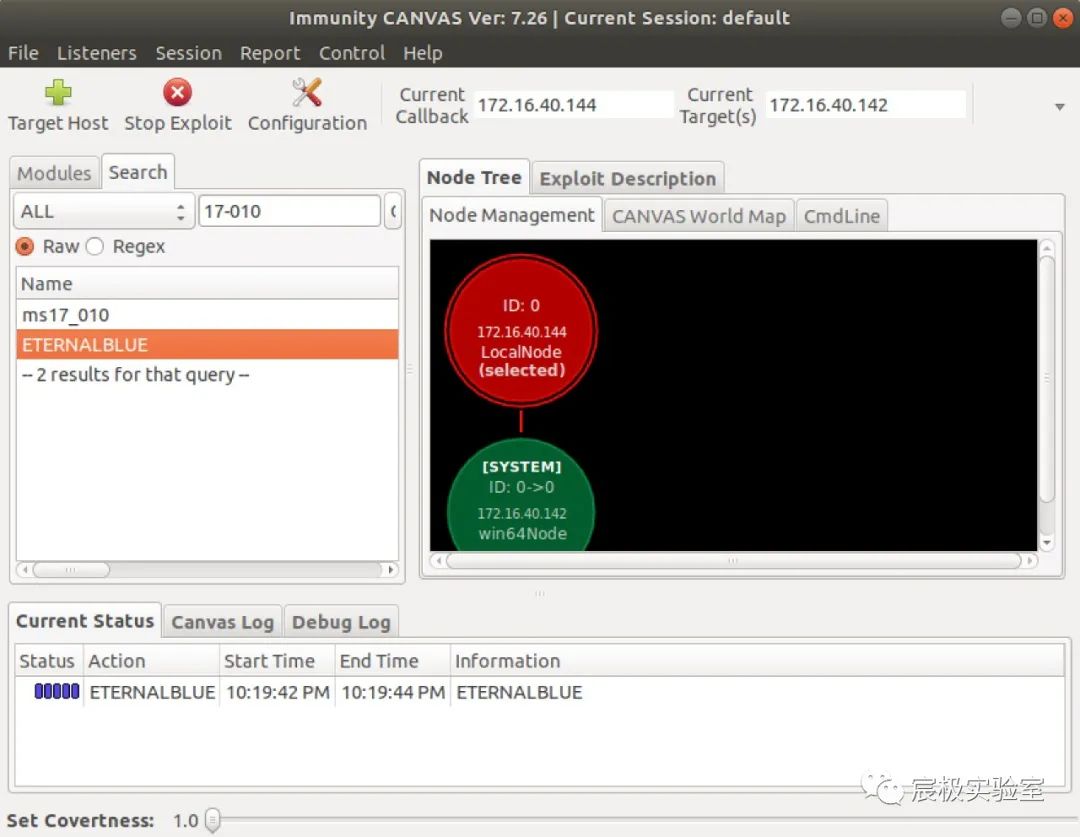 Immunity CANVAS Ver: 7.26 | Current Session: default
File Listeners Session Report Control Help
Target Host Stop Exploit Configuration
Current Callback 172.16.40.144
Current Target(s) 172.16.40.142
Modules Search
ALL 17-010
Raw Regex
Name
ms17_010
ETERNALBLUE
-- 2 results for that query --
Node Tree Exploit Description
Node Management CANVAS World Map CmdLine
ID: 0
172.16.40.144
LocalNode
(selected)
[SYSTEM]
ID: 0->0
172.16.40.142
win64Node
Current Status Canvas Log Debug Log
Status Action Start Time End Time Information
ETERNALBLUE 10:19:42 PM 10:19:44 PM ETERNALBLUE
宸极实验室
Set Covertness: 1.0